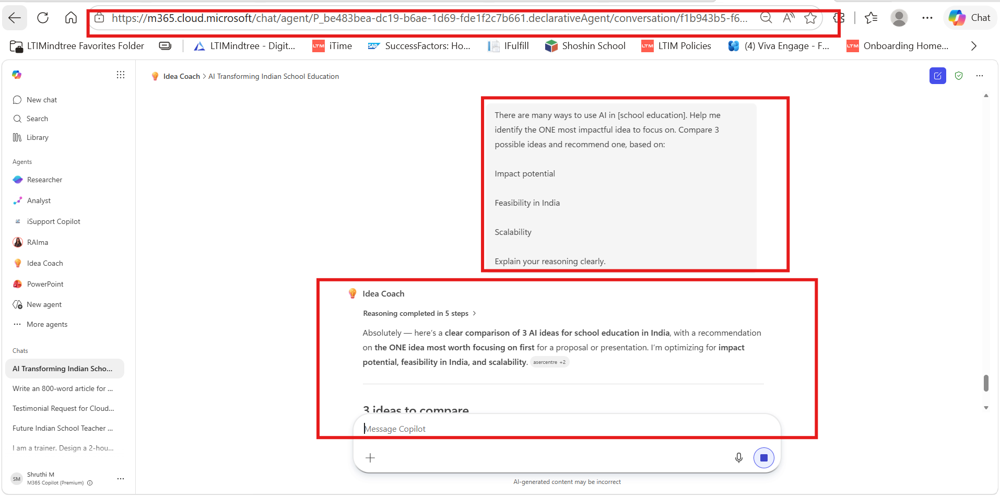 https://m365.cloud.microsoft/chat/agent/P_be483bea-dc19-b6ae-1d69-fde1f2c7b661.declarativeAgent/conversation/f1b943b5-f6...
Chat
LTIMindtree Favorites Folder
LTIMindtree - Digit...
LTM
iTime
SAP
SuccessFactors: Ho...
IFulfill
Shoshin School
LTM
LTIM Policies
(4) Viva Engage - F...
LTM
Onboarding Home...
Idea Coach > AI Transforming Indian School Education
New chat
Search
Library
Agents
Researcher
Analyst
iSupport Copilot
RAIma
Idea Coach
PowerPoint
New agent
More agents
Chats
AI Transforming Indian Scho...
Write an 800-word article for ...
Testimonial Request for Cloud...
Future Indian School Teacher ...
I am a trainer. Design a 2-hou...
SM
Shruthi M
M365 Copilot (Premium)
There are many ways to use AI in [school education]. Help me
identify the ONE most impactful idea to focus on. Compare 3
possible ideas and recommend one, based on:
Impact potential
Feasibility in India
Scalability
Explain your reasoning clearly.
Idea Coach
Reasoning completed in 5 steps >
Absolutely — here's a clear comparison of 3 AI ideas for school education in India, with a recommendation
on the ONE idea most worth focusing on first for a proposal or presentation. I'm optimizing for impact
potential, feasibility in India, and scalability. asercentre +2
3 ideas to compare
Message Copilot
AI-generated content may be incorrect